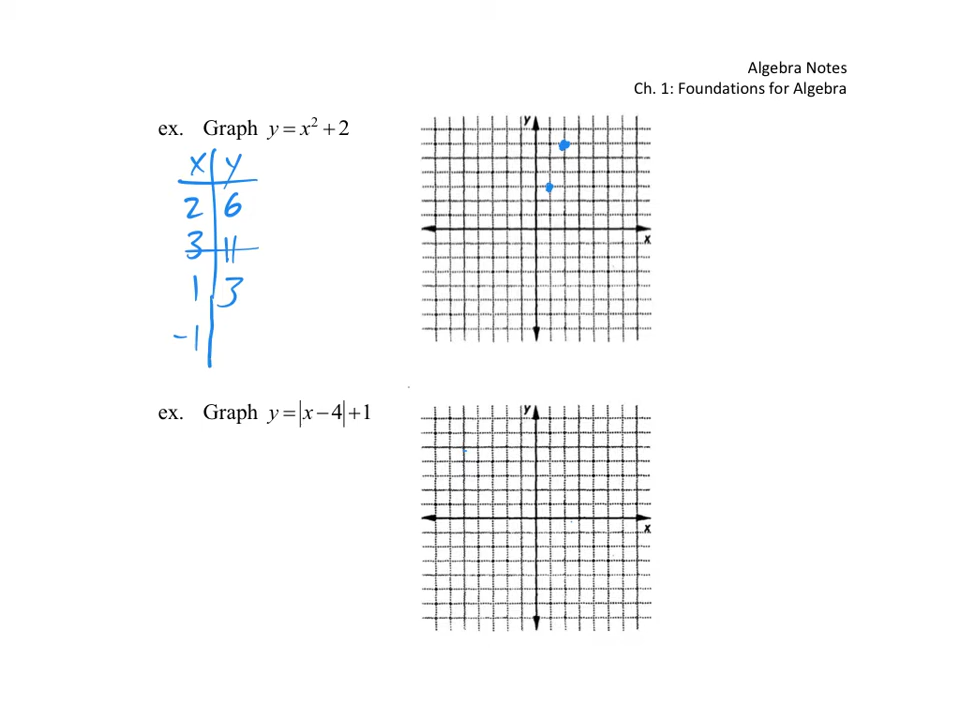 Algebra Notes
Ch. 1: Foundations for Algebra
ex. Graph y = x² + 2
y
x
x y
2 6
3 11
1 3
-1
ex. Graph y = |x − 4| + 1
y
x